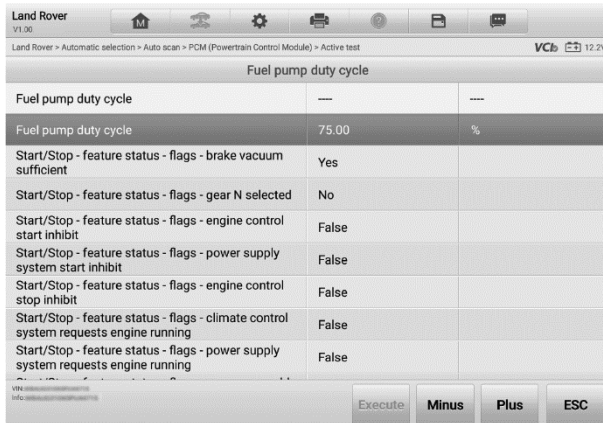 Land Rover
V1.00
M
Land Rover > Automatic selection > Auto scan > PCM (Powertrain Control Module) > Active test
VCI 12.2V
Fuel pump duty cycle
Fuel pump duty cycle ---- ----
Fuel pump duty cycle 75.00 %
Start/Stop - feature status - flags - brake vacuum
sufficient
Yes
Start/Stop - feature status - flags - gear N selected No
Start/Stop - feature status - flags - engine control
start inhibit
False
Start/Stop - feature status - flags - power supply
system start inhibit
False
Start/Stop - feature status - flags - engine control
stop inhibit
False
Start/Stop - feature status - flags - climate control
system requests engine running
False
Start/Stop - feature status - flags - power supply
system requests engine running
False
VIN
Info:
Execute Minus Plus ESC